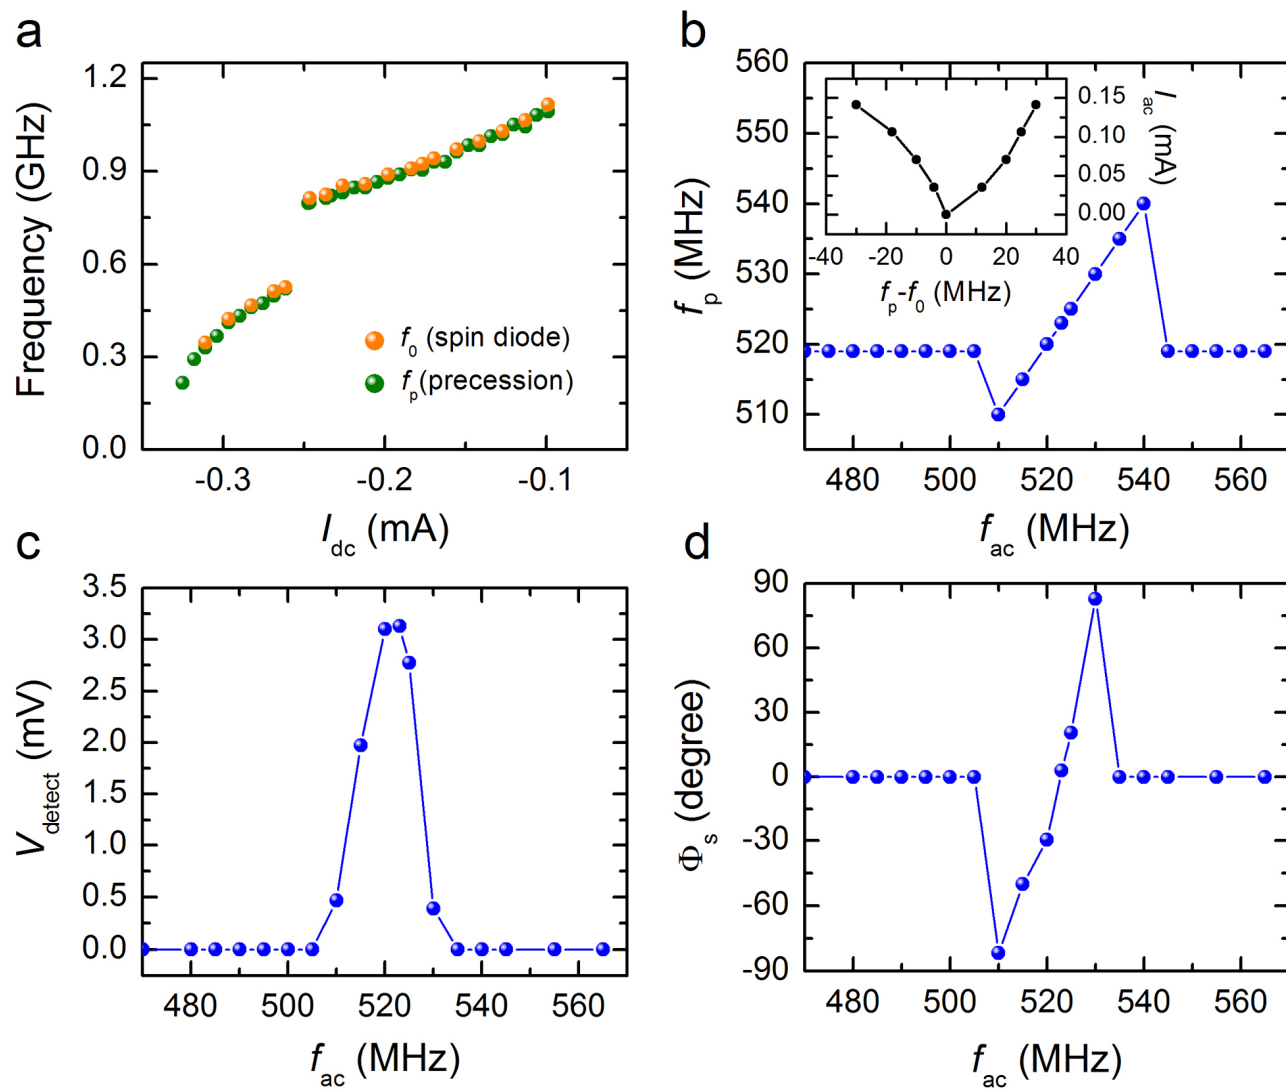 a
Frequency (GHz)
1.2
0.9
0.6
0.3
0.0
f0 (spin diode)
fp(precession)
-0.3 -0.2 -0.1
Idc (mA)
b
fp (MHz)
560
550
540
530
520
510
Iac (mA)
0.15
0.10
0.05
0.00
-40 -20 0 20 40
fp-f0 (MHz)
480 500 520 540 560
fac (MHz)
c
Vdetect (mV)
3.5
3.0
2.5
2.0
1.5
1.0
0.5
0.0
480 500 520 540 560
fac (MHz)
d
Φs (degree)
90
60
30
0
-30
-60
-90
480 500 520 540 560
fac (MHz)